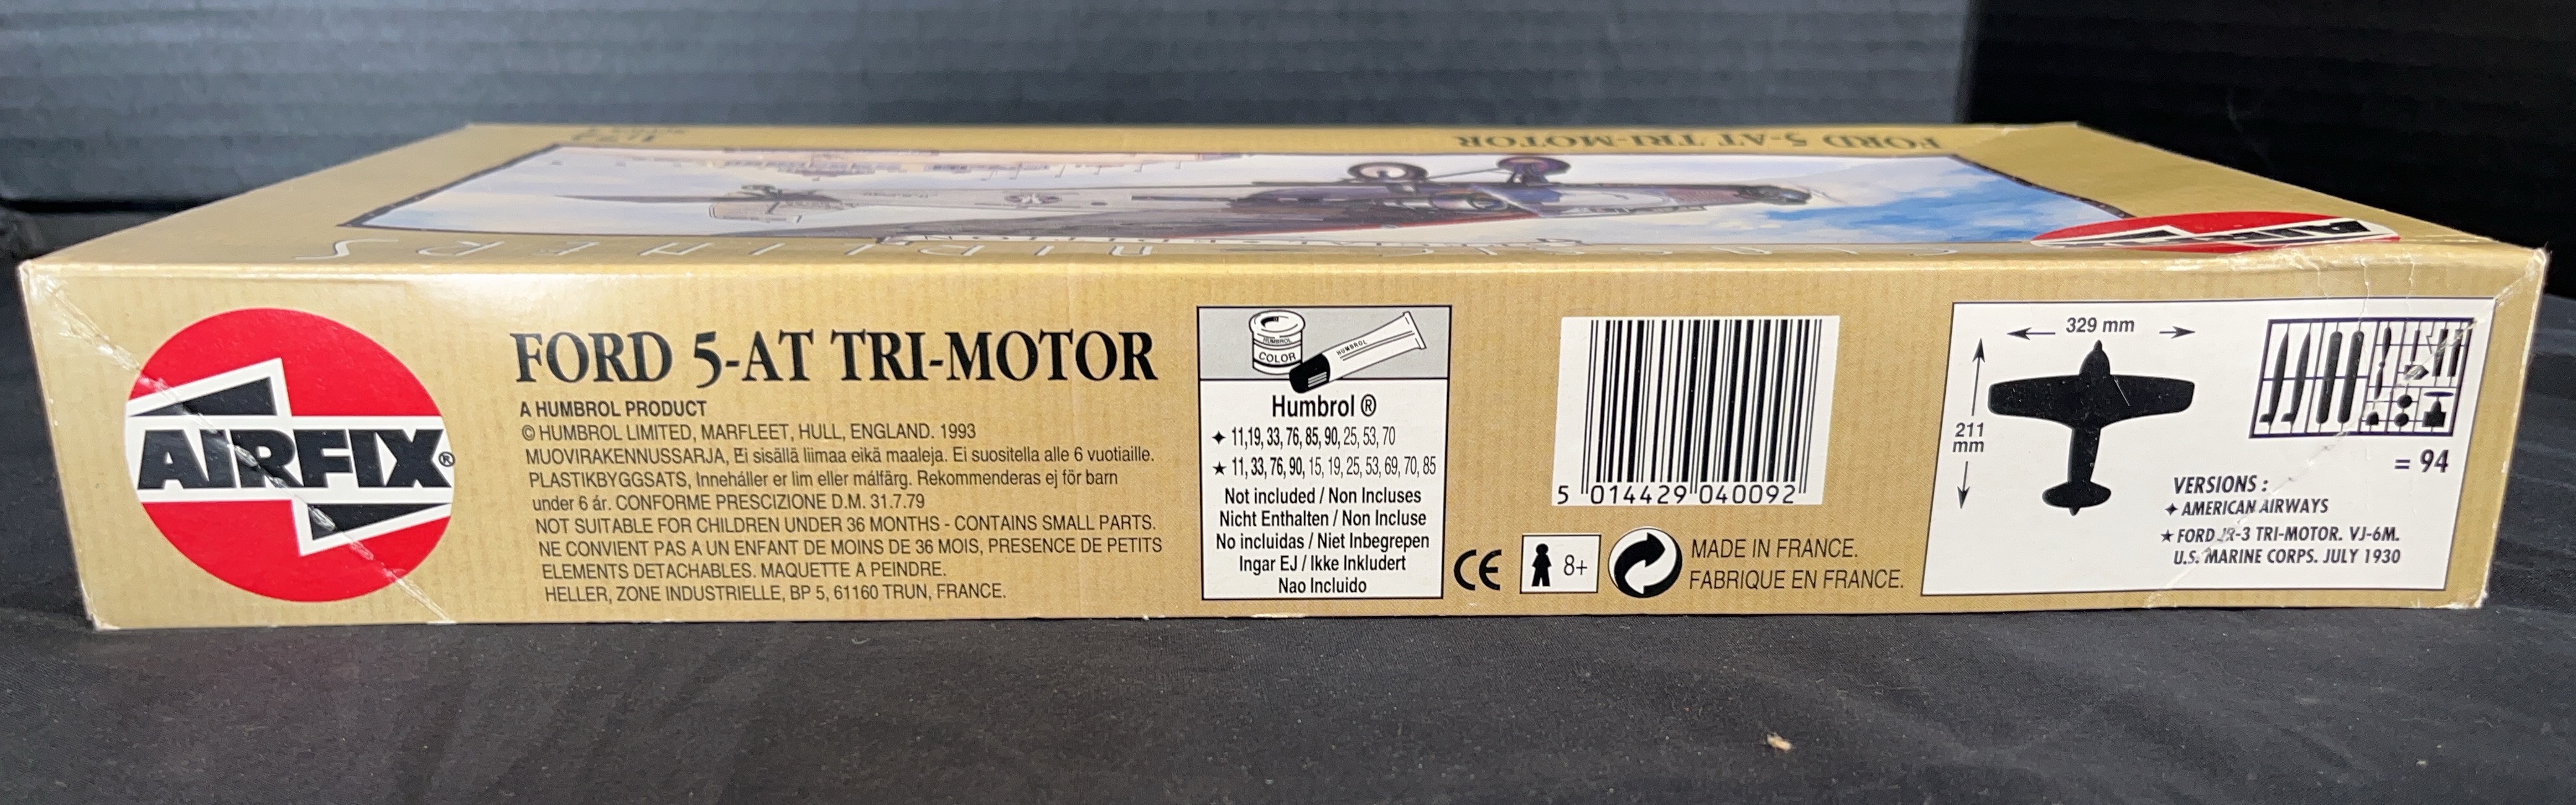 FORD 5-AT TRI-MOTOR
CLASSIC AIRLINERS
AIRFIX
AIRFIX®
FORD 5-AT TRI-MOTOR
A HUMBROL PRODUCT
© HUMBROL LIMITED, MARFLEET, HULL, ENGLAND. 1993
MUOVIRAKENNUSSARJA, Ei sisällä liimaa eikä maaleja. Ei suositella alle 6 vuotiaille.
PLASTIKBYGGSATS, Innehåller er lim eller målfärg. Rekommenderas ej för barn
under 6 år. CONFORME PRESCIZIONE D.M. 31.7.79
NOT SUITABLE FOR CHILDREN UNDER 36 MONTHS - CONTAINS SMALL PARTS.
NE CONVIENT PAS A UN ENFANT DE MOINS DE 36 MOIS, PRESENCE DE PETITS
ELEMENTS DETACHABLES. MAQUETTE A PEINDRE.
HELLER, ZONE INDUSTRIELLE, BP 5, 61160 TRUN, FRANCE.
HUMBROL
COLOR
HUMBROL
Humbrol ®
✦ 11,19, 33, 76, 85, 90, 25, 53, 70
★ 11, 33, 76, 90, 15, 19, 25, 53, 69, 70, 85
Not included / Non Incluses
Nicht Enthalten / Non Incluse
No incluidas / Niet Inbegrepen
Ingar EJ / Ikke Inkludert
Nao Incluido
5 014429 040092
CE
8+
MADE IN FRANCE.
FABRIQUE EN FRANCE.
329 mm
211
mm
= 94
VERSIONS :
✦ AMERICAN AIRWAYS
★ FORD JR-3 TRI-MOTOR. VJ-6M.
U.S. MARINE CORPS. JULY 1930